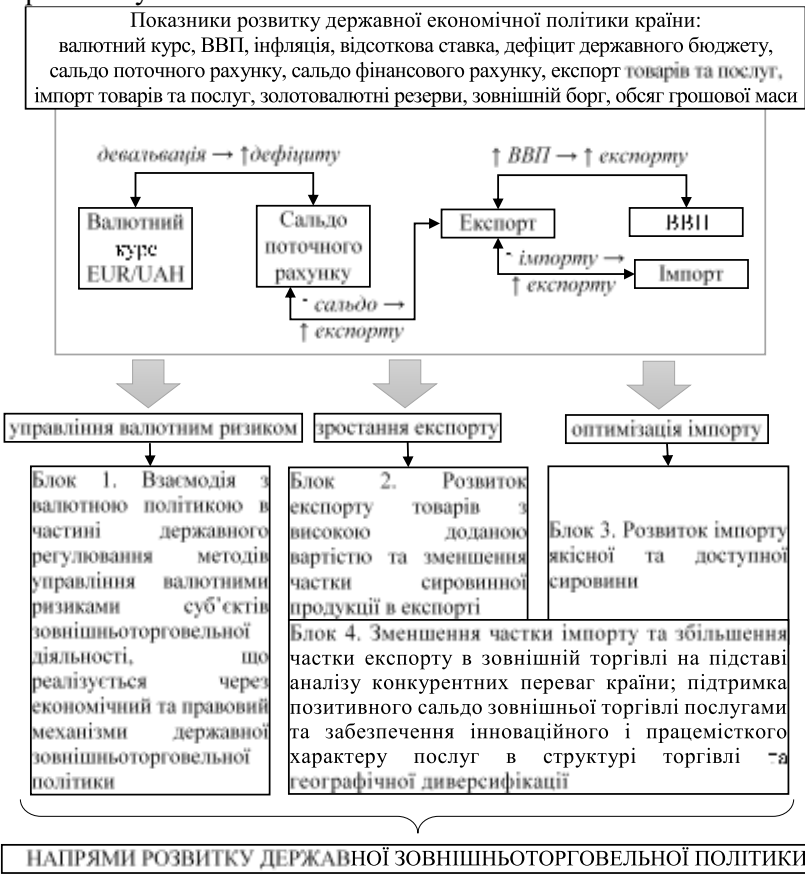 Показники розвитку державної економічної політики країни:
валютний курс, ВВП, інфляція, відсоткова ставка, дефіцит державного бюджету,
сальдо поточного рахунку, сальдо фінансового рахунку, експорт товарів та послуг,
імпорт товарів та послуг, золотовалютні резерви, зовнішній борг, обсяг грошової маси
девальвація → ↑дефіциту
↑ ВВП → ↑ експорту
Валютний
курс
EUR/UAH
Сальдо
поточного
рахунку
Експорт
ВВП
- імпорту →
↑ експорту
Імпорт
- сальдо →
↑ експорту
управління валютним ризиком
зростання експорту
оптимізація імпорту
Блок 1. Взаємодія з
валютною політикою в
частині державного
регулювання методів
управління валютними
ризиками суб’єктів
зовнішньоторговельної
діяльності, що
реалізується через
економічний та правовий
механізми державної
зовнішньоторговельної
політики
Блок 2. Розвиток
експорту товарів з
високою доданою
вартістю та зменшення
частки сировинної
продукції в експорті
Блок 3. Розвиток імпорту
якісної та доступної
сировини
Блок 4. Зменшення частки імпорту та збільшення
частки експорту в зовнішній торгівлі на підставі
аналізу конкурентних переваг країни; підтримка
позитивного сальдо зовнішньої торгівлі послугами
та забезпечення інноваційного і працемісткого
характеру послуг в структурі торгівлі та
географічної диверсифікації
НАПРЯМИ РОЗВИТКУ ДЕРЖАВНОЇ ЗОВНІШНЬОТОРГОВЕЛЬНОЇ ПОЛІТИКИ